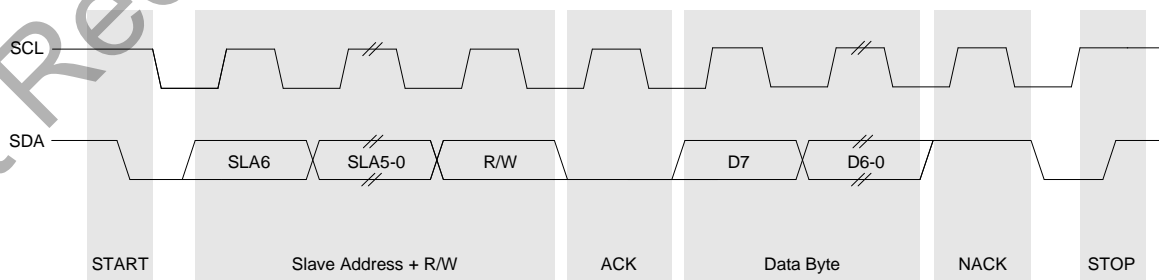 SCL
SDA
SLA6 SLA5-0 R/W D7 D6-0
START Slave Address + R/W ACK Data Byte NACK STOP